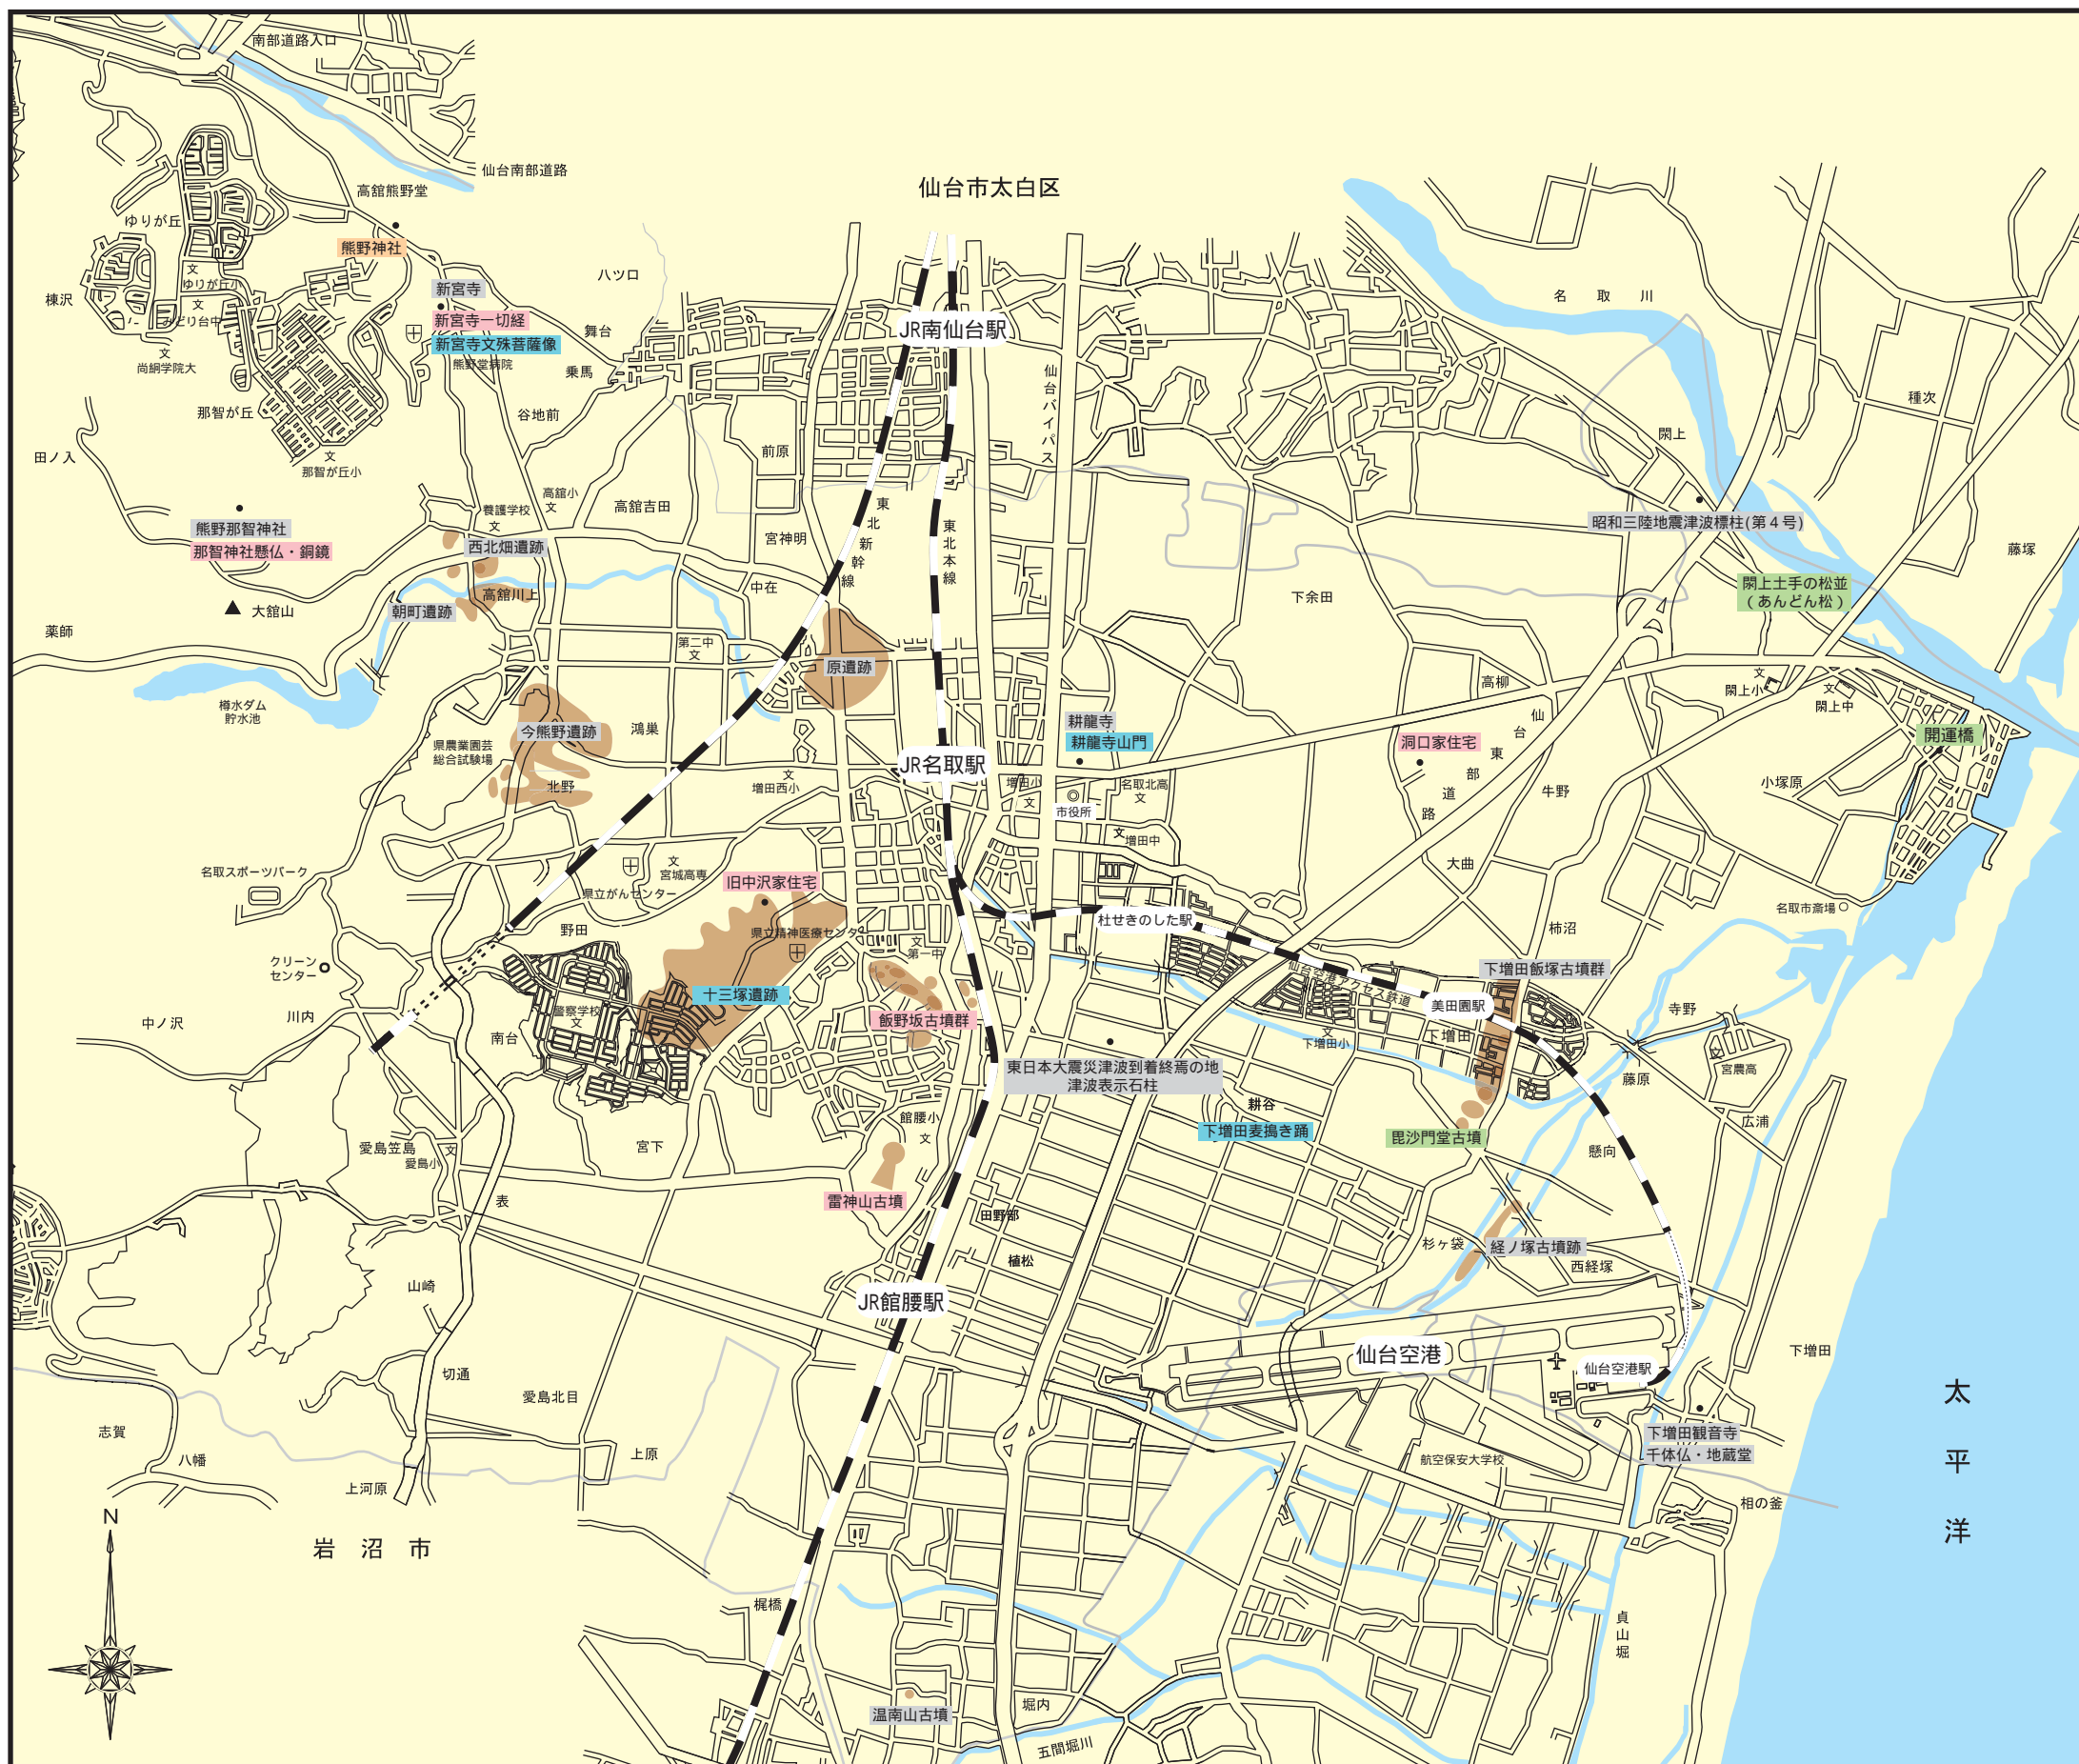 南部道路入口
仙台南部道路
高舘熊野堂
仙台市太白区
ゆりが丘
熊野神社
文
ゆりが丘小
文
みどり台中
新宮寺
新宮寺一切経
新宮寺文殊菩薩像
熊野堂病院
八ツ口
舞台
乗馬
棟沢
文
尚絅学院大
那智が丘
文
那智が丘小
谷地前
田ノ入
JR南仙台駅
仙台バイパス
名取川
種次
閖上
前原
高舘小
文
養護学校
文
高舘吉田
宮神明
東北新幹線
東北本線
熊野那智神社
那智神社懸仏・銅鏡
西北畑遺跡
昭和三陸地震津波標柱(第4号)
藤塚
閖上土手の松並
(あんどん松)
大舘山
薬師
朝町遺跡
高舘川上
中在
下余田
第二中
文
原遺跡
樽水ダム
貯水池
今熊野遺跡
鴻巣
県農業園芸
総合試験場
北野
高柳
文
閖上小
文
閖上中
開運橋
耕龍寺
耕龍寺山門
洞口家住宅
仙台東部道路
JR名取駅
文
増田西小
増田小
文
市役所
名取北高
文
文
増田中
牛野
小塚原
大曲
名取スポーツパーク
文
宮城高専
県立がんセンター
旧中沢家住宅
名取市斎場
杜せきのした駅
柿沼
野田
県立精神医療センター
文
第一中
クリーン
センター
十三塚遺跡
仙台空港アクセス鉄道
下増田飯塚古墳群
美田園駅
寺野
中ノ沢
川内
警察学校
文
南台
飯野坂古墳群
文
下増田小
下増田
文
宮農高
東日本大震災津波到着終焉の地
津波表示石柱
藤原
耕谷
広浦
下増田麦搗き踊
毘沙門堂古墳
館腰小
文
宮下
愛島笠島
愛島小
文
懸向
表
雷神山古墳
田野部
杉ヶ袋
経ノ塚古墳跡
植松
西経塚
山崎
JR館腰駅
仙台空港
仙台空港駅
下増田
切通
愛島北目
太平洋
志賀
八幡
上原
下増田観音寺
千体仏・地蔵堂
航空保安大学校
上河原
相の釜
N
岩沼市
梶橋
貞山堀
堀内
温南山古墳
五間堀川